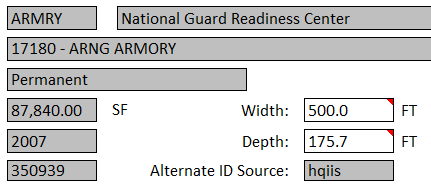 ARMRY National Guard Readiness Center
17180 - ARNG ARMORY
Permanent
87,840.00 SF Width: 500.0 FT
2007 Depth: 175.7 FT
350939 Alternate ID Source: hqiis